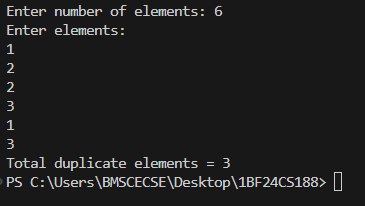 Enter number of elements: 6
Enter elements:
1
2
2
3
1
3
Total duplicate elements = 3
PS C:\Users\BMSCECSE\Desktop\1BF24CS188>